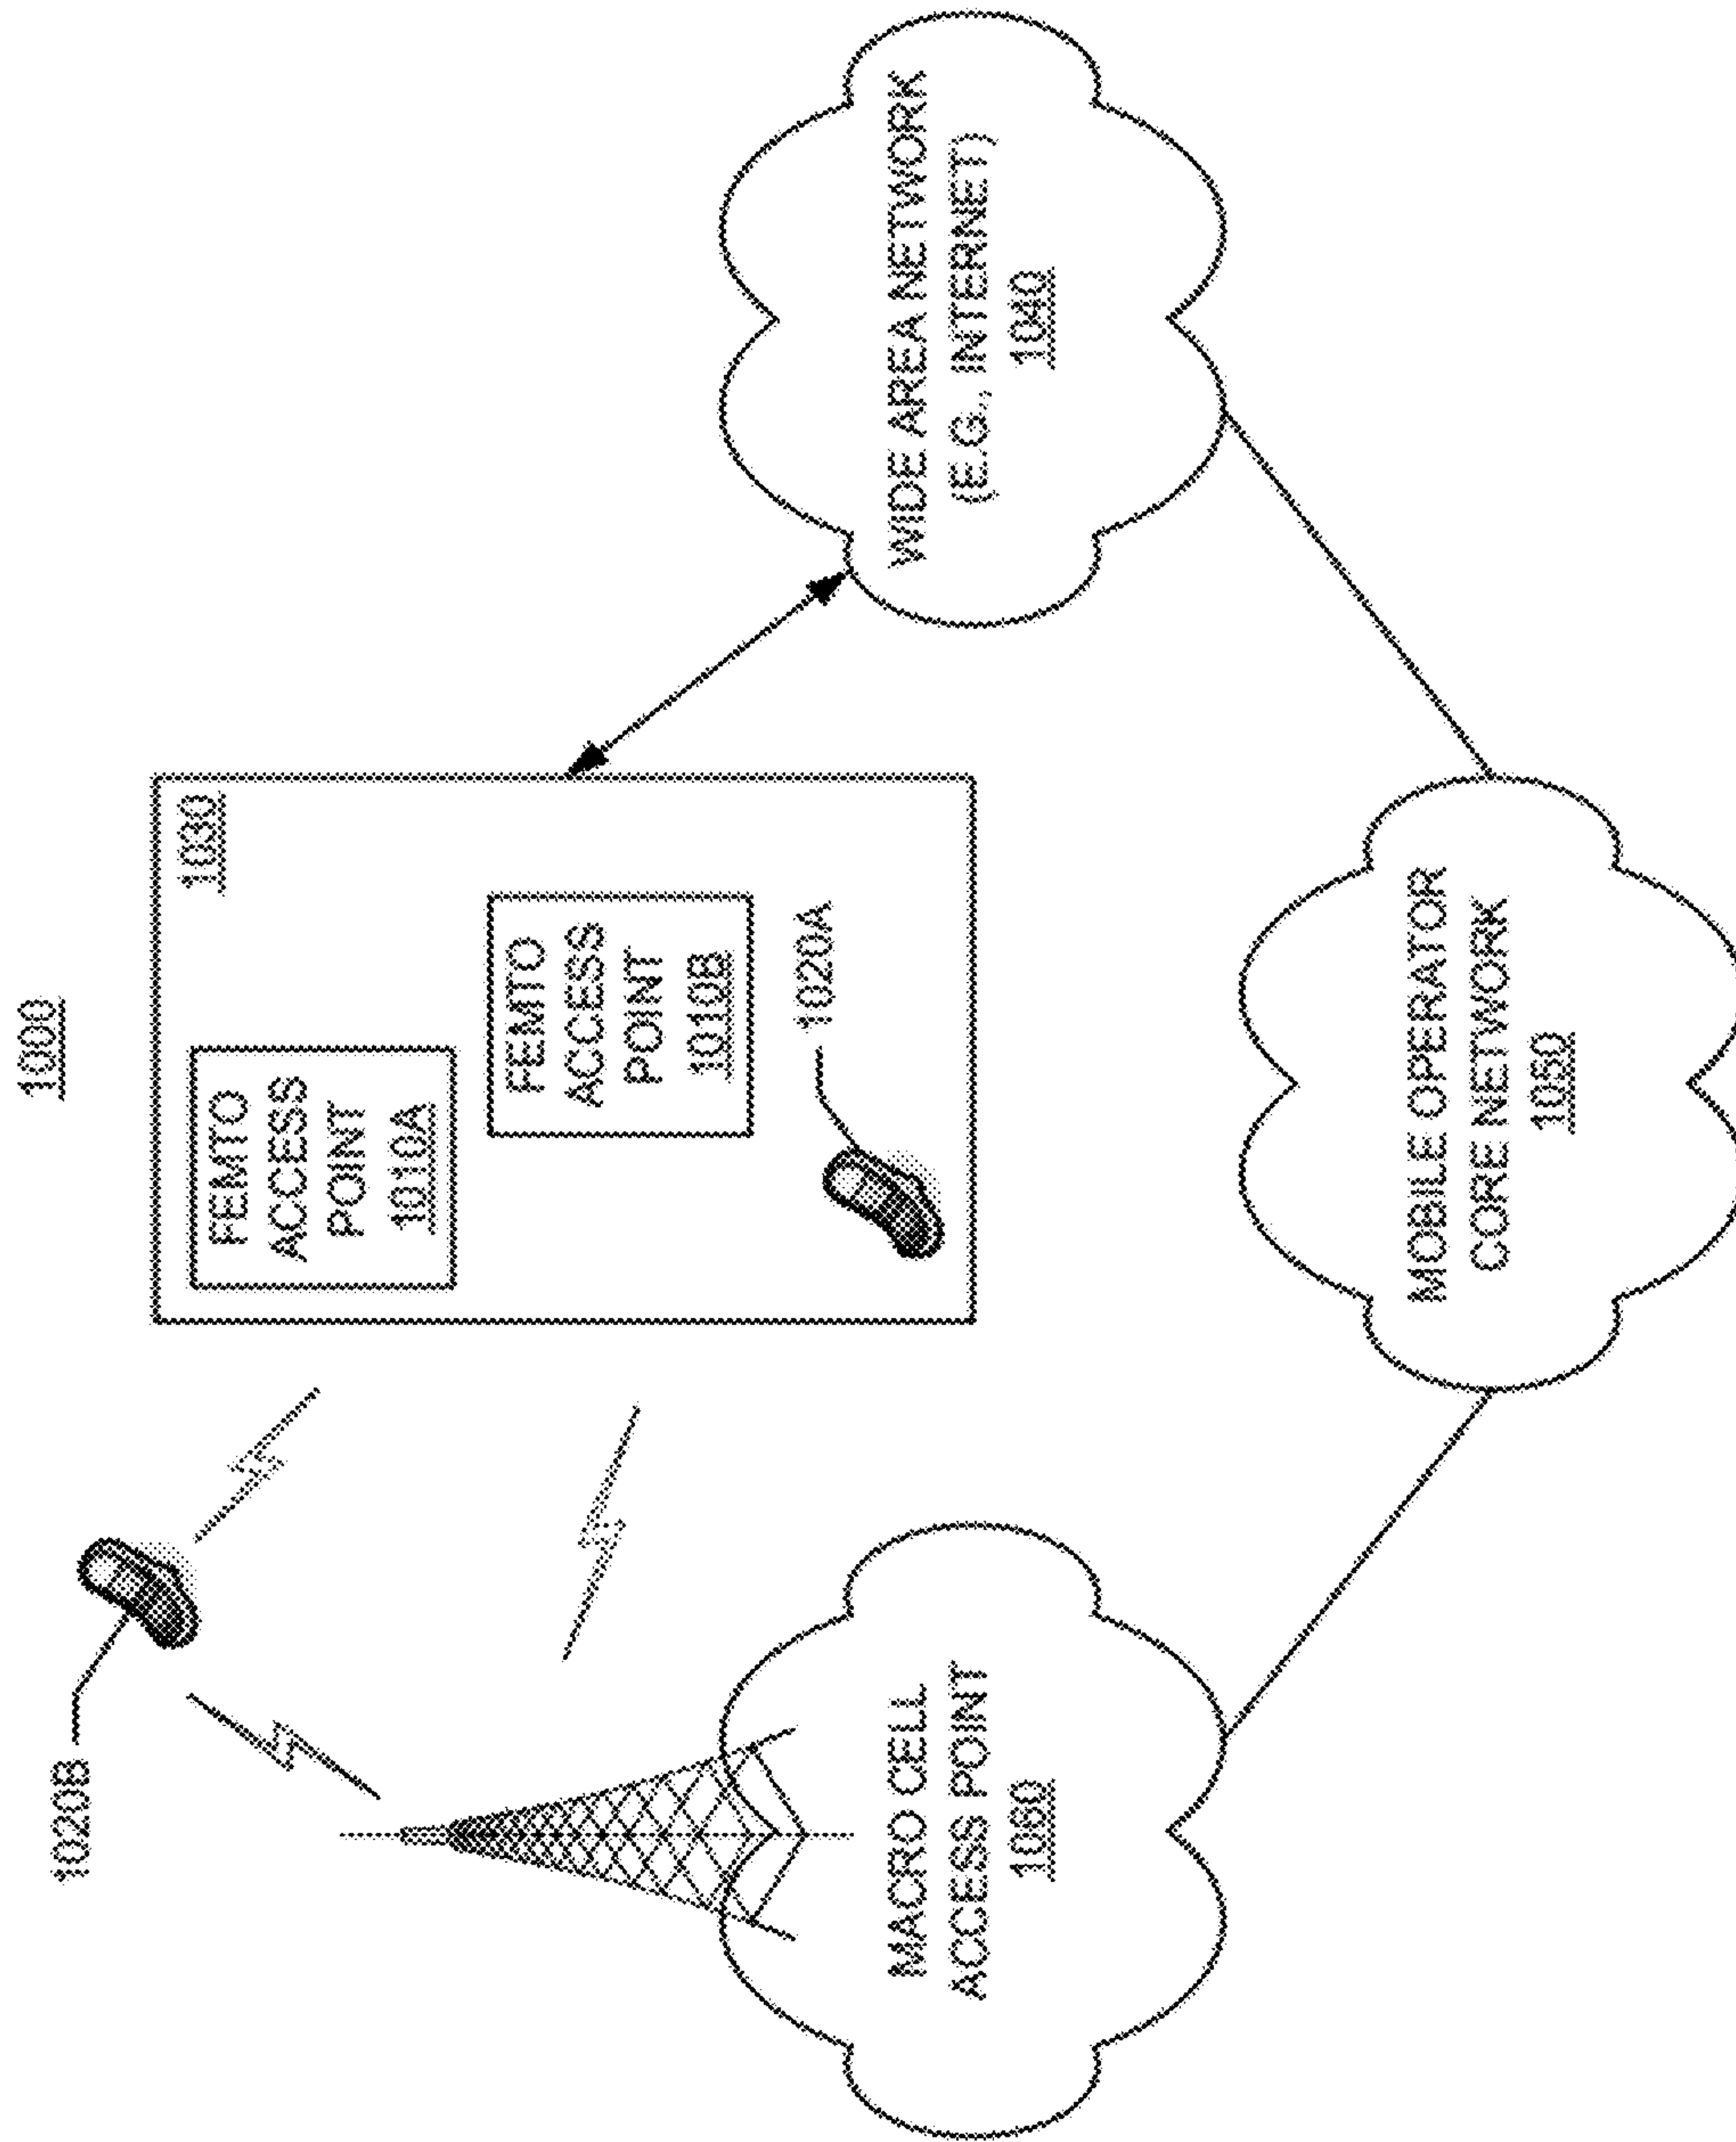 1000
1020B
1030
FEMTO
ACCESS
POINT
1010A
FEMTO
ACCESS
POINT
1010B
1020A
MACRO CELL
ACCESS POINT
1060
WIDE AREA NETWORK
(E.G., INTERNET)
1040
MOBILE OPERATOR
CORE NETWORK
1050